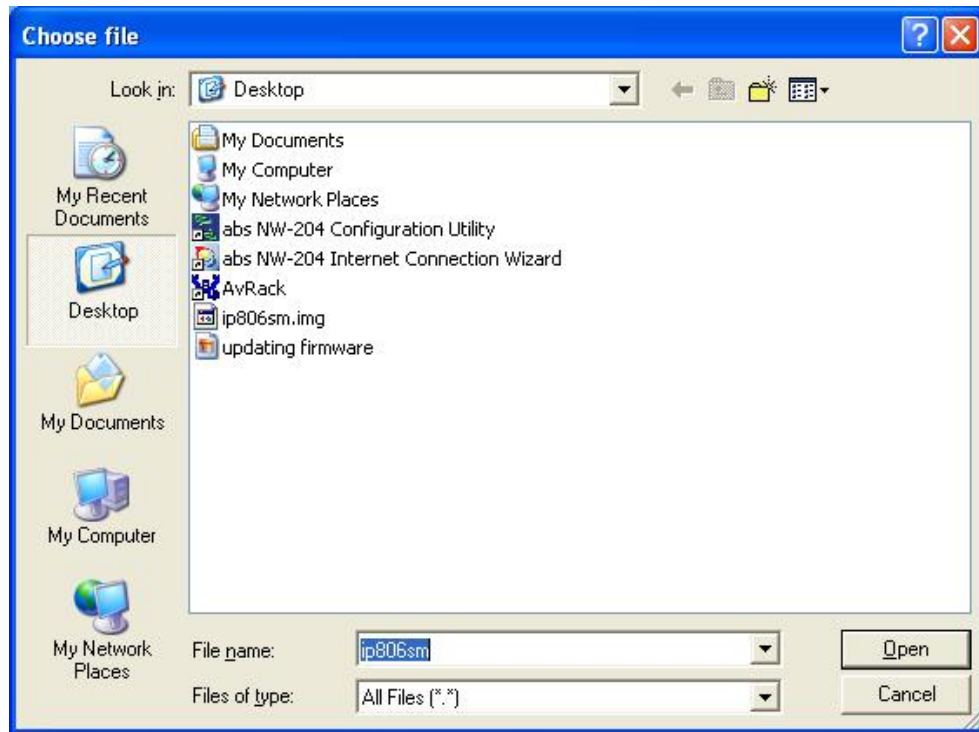 Choose file
Look in:
Desktop
My Recent
Documents
Desktop
My Documents
My Computer
My Network
Places
My Documents
My Computer
My Network Places
abs NW-204 Configuration Utility
abs NW-204 Internet Connection Wizard
AvRack
ip806sm.img
updating firmware
File name:
ip806sm
Open
Files of type:
All Files (*.*)
Cancel